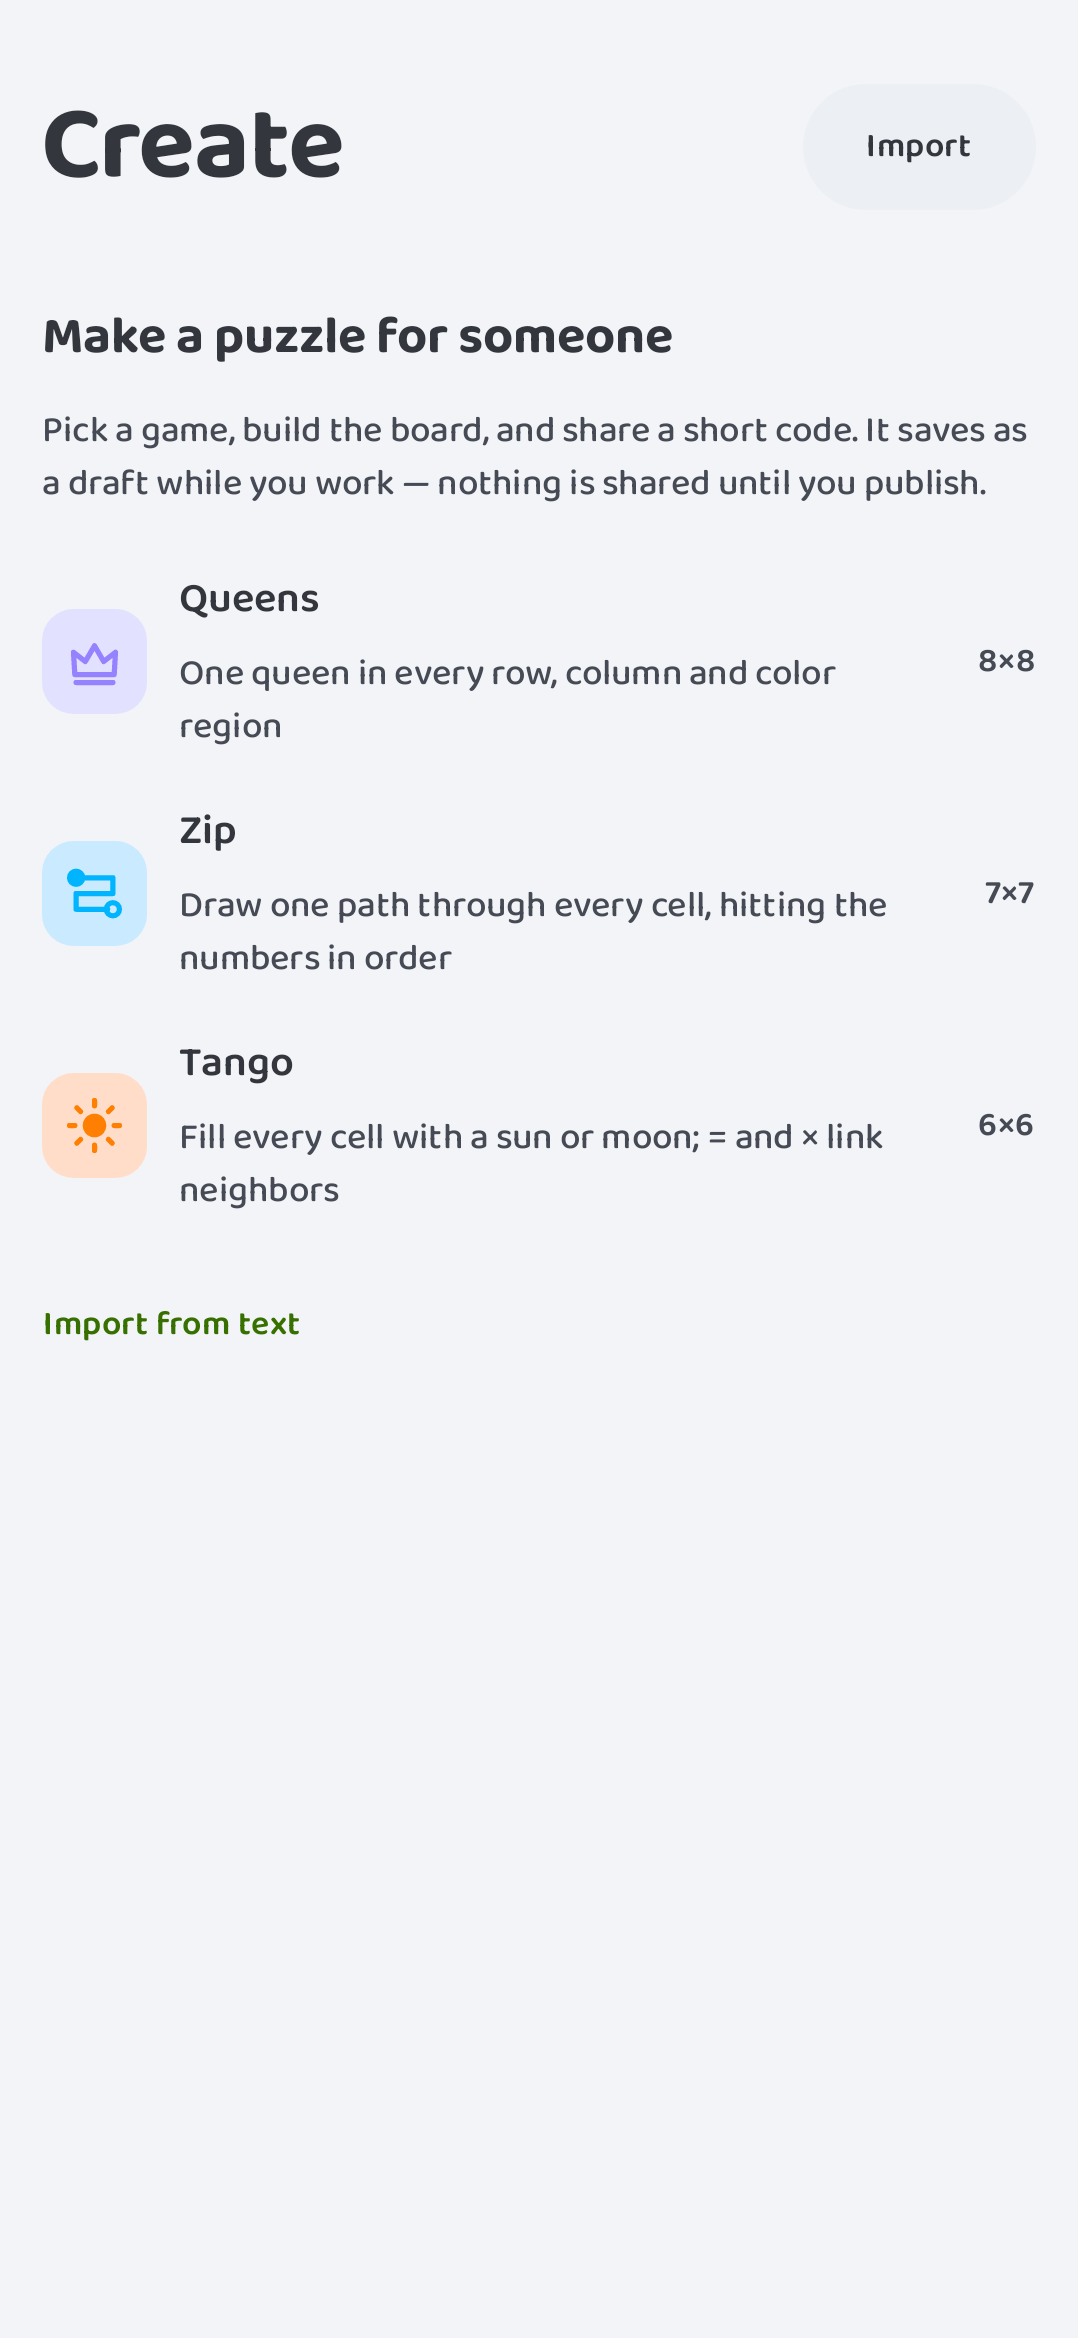 Create
Import
Make a puzzle for someone
Pick a game, build the board, and share a short code. It saves as
a draft while you work — nothing is shared until you publish.
Queens
One queen in every row, column and color
region
8×8
Zip
Draw one path through every cell, hitting the
numbers in order
7×7
Tango
Fill every cell with a sun or moon; = and × link
neighbors
6×6
Import from text